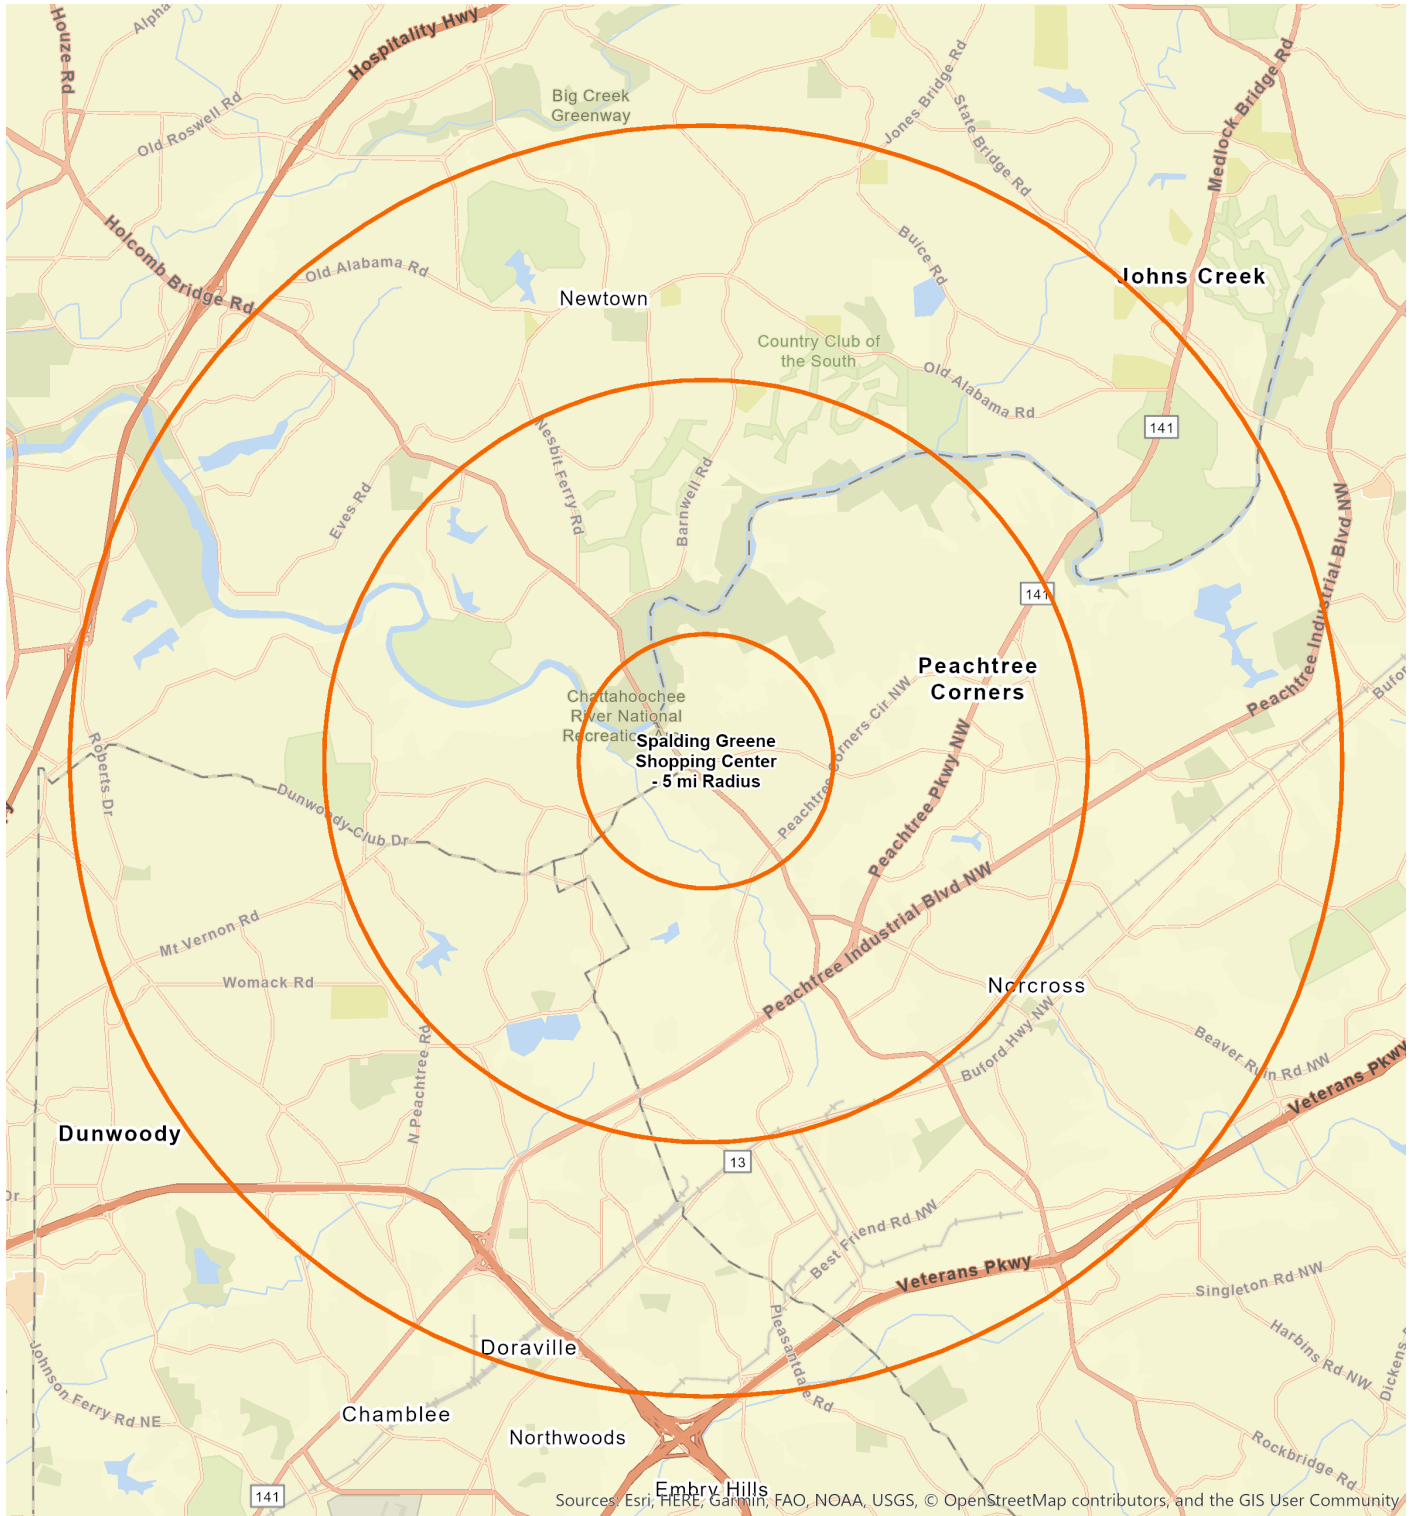 Houze Rd
Alpha
Hospitality Hwy
Old Roswell Rd
Big Creek
Greenway
Jones Bridge Rd
State Bridge Rd
Medlock Bridge Rd
Holcomb Bridge Rd
Old Alabama Rd
Newtown
Buice Rd
Johns Creek
Country Club of
the South
Old Alabama Rd
141
Nesbit Ferry Rd
Barnwell Rd
Eves Rd
141
Peachtree Industrial Blvd NW
Peachtree
Corners
Bufor
Chattahoochee
River National
Recreatio
Spalding Greene
Shopping Center
- 5 mi Radius
Peachtree Corners Cir NW
Peachtree Pkwy NW
Roberts Dr
Dunwoody Club Dr
Peachtree Industrial Blvd NW
Mt Vernon Rd
Womack Rd
Norcross
Buford Hwy NW
Beaver Ruin Rd NW
Veterans Pkwy
N Peachtree Rd
Dunwoody
13
Dr
Best Friend Rd NW
Veterans Pkwy
Singleton Rd NW
Pleasantdale Rd
Harbins Rd NW
Dickens
Doraville
Johnson Ferry Rd NE
Chamblee
Northwoods
Rockbridge Rd
Embry Hills
141
Sources: Esri, HERE, Garmin, FAO, NOAA, USGS, © OpenStreetMap contributors, and the GIS User Community